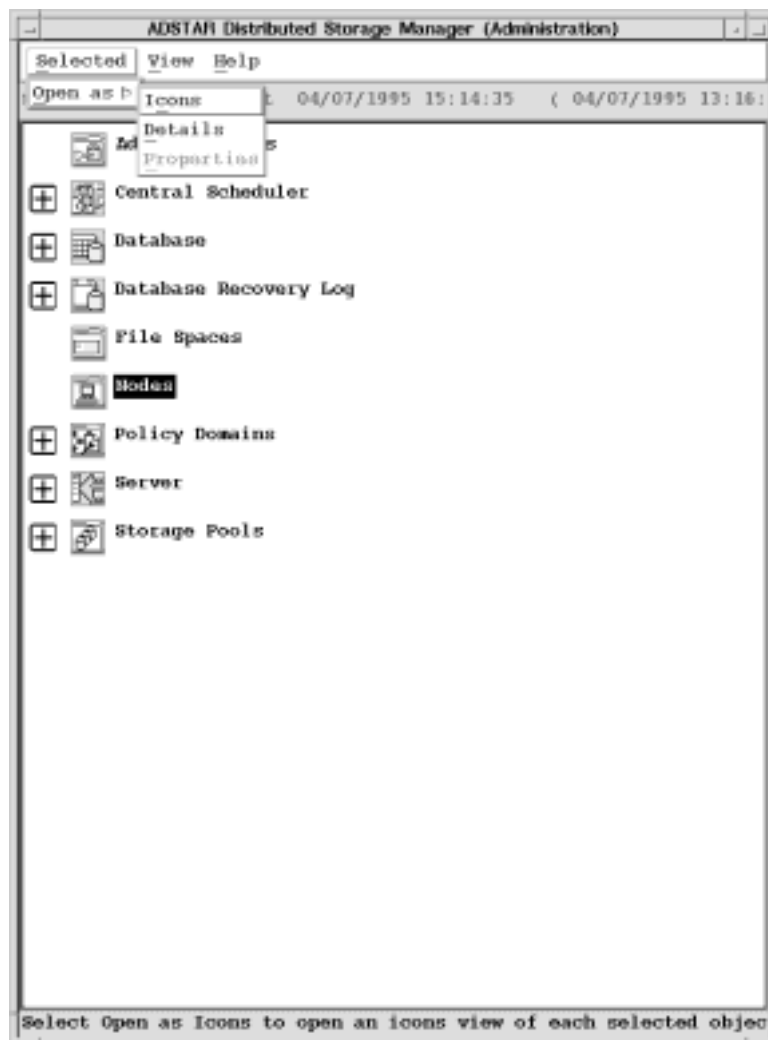 ADSTAR Distributed Storage Manager (Administration)
Selected View Help
Open as Icons 04/07/1995 15:14:35 ( 04/07/1995 13:16:
Details
Properties
Central Scheduler
Database
Database Recovery Log
File Spaces
Nodes
Policy Domains
Server
Storage Pools
Select Open as Icons to open an icons view of each selected objec